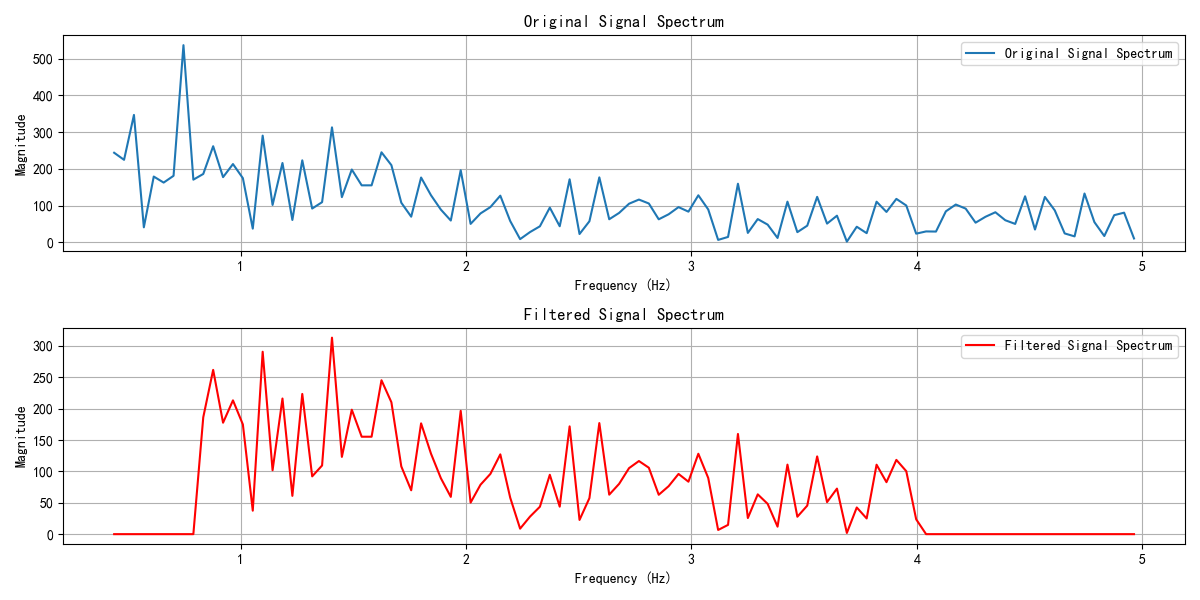 Original Signal Spectrum
Original Signal Spectrum
500
400
300
200
100
0
Magnitude
1 2 3 4 5
Frequency (Hz)
Filtered Signal Spectrum
Filtered Signal Spectrum
300
250
200
150
100
50
0
Magnitude
1 2 3 4 5
Frequency (Hz)